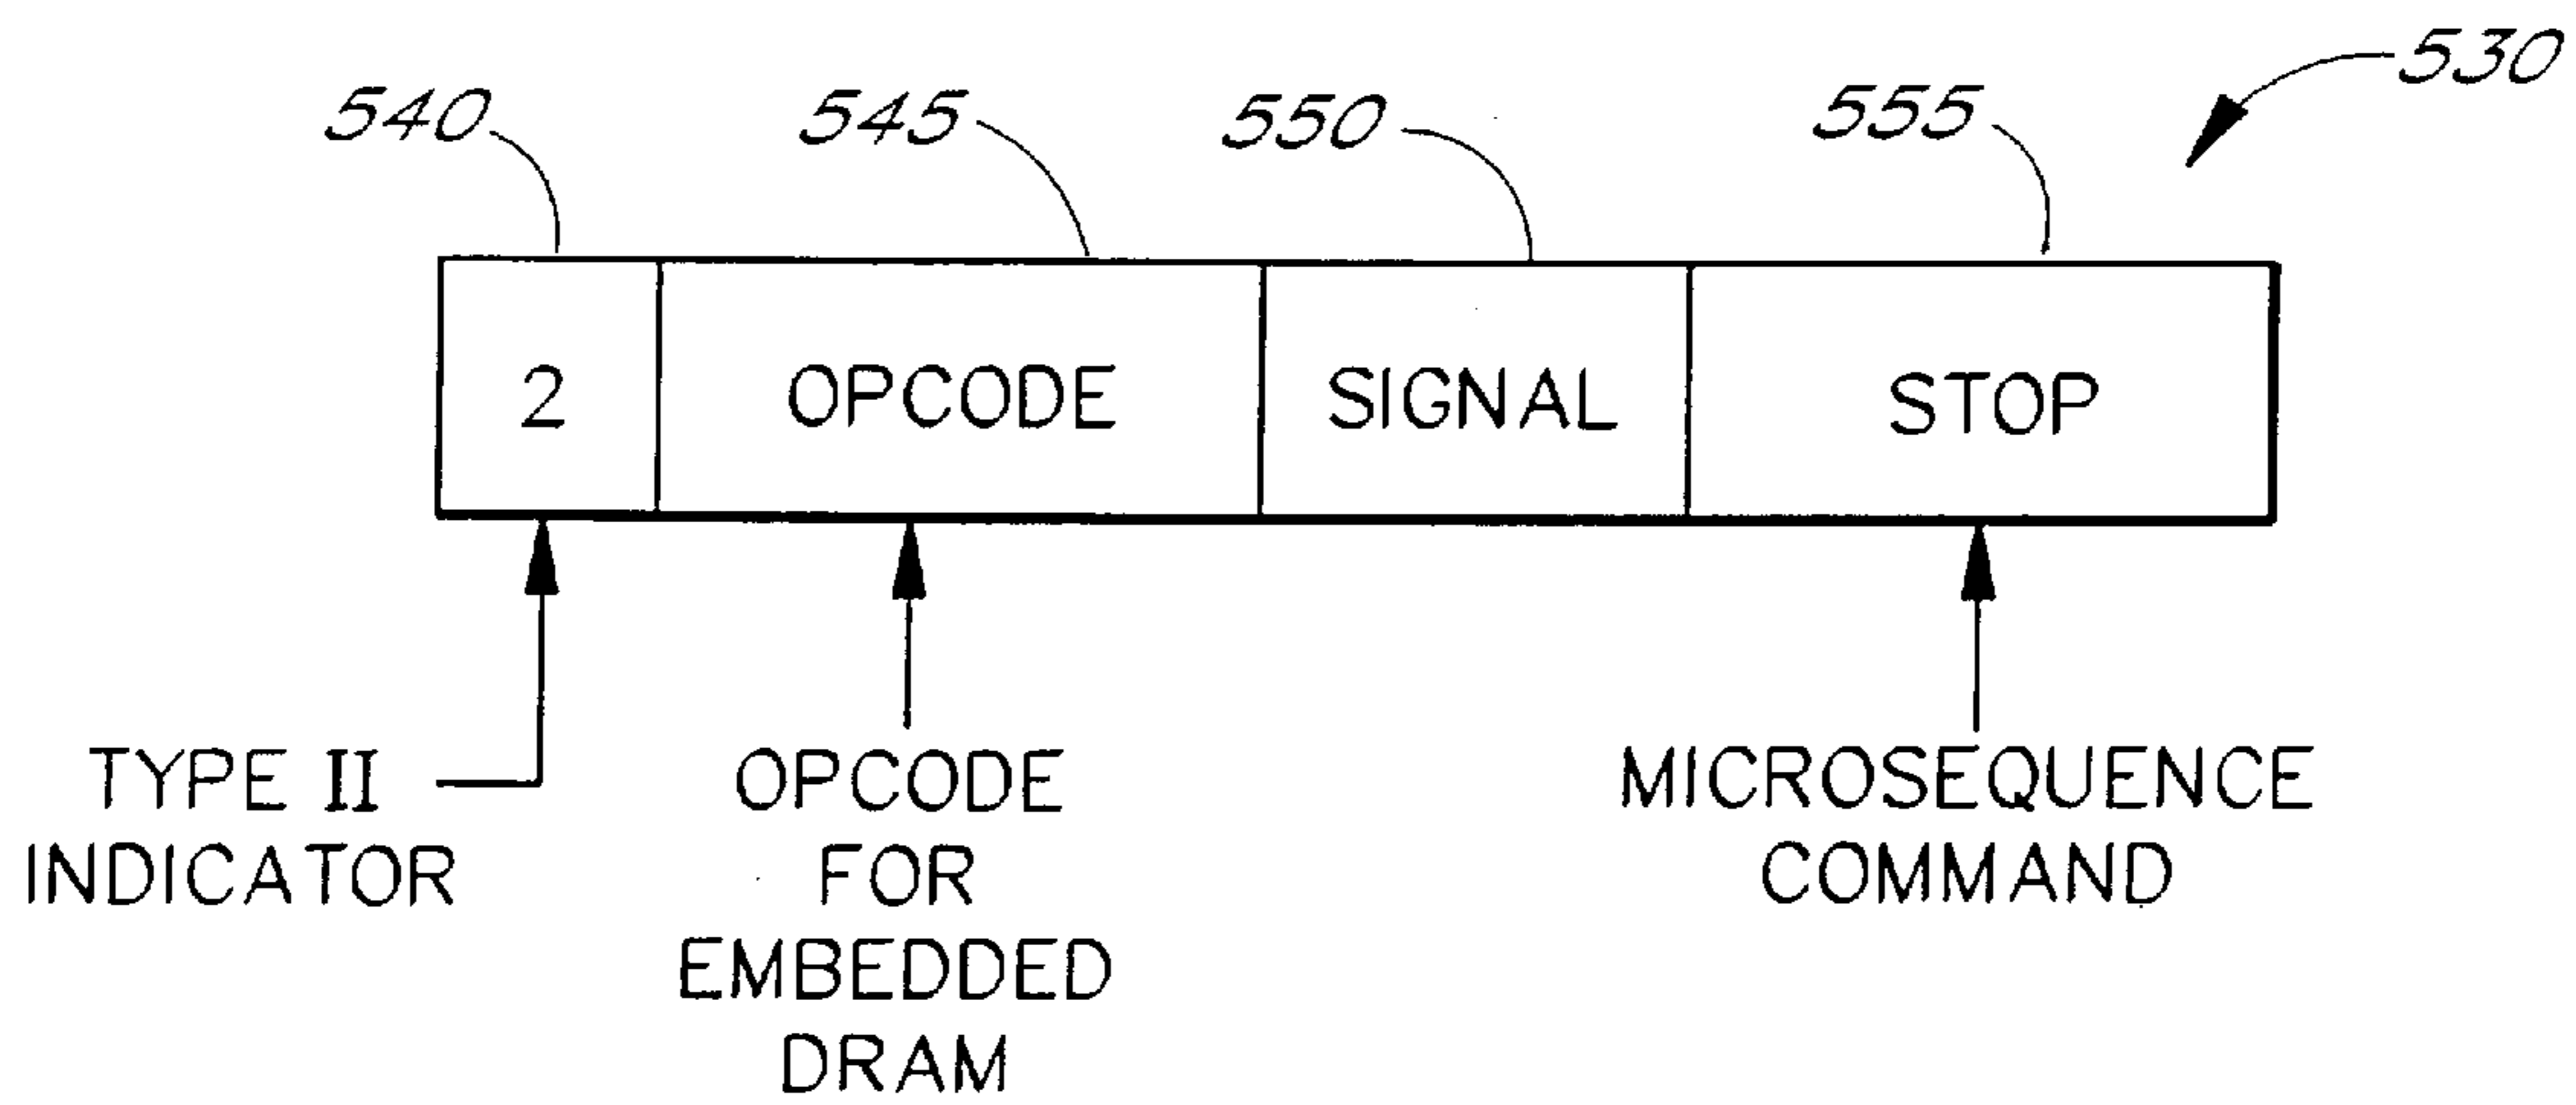 530
540 545 550 555
2 OPCODE SIGNAL STOP
TYPE II
INDICATOR
OPCODE
FOR
EMBEDDED
DRAM
MICROSEQUENCE
COMMAND